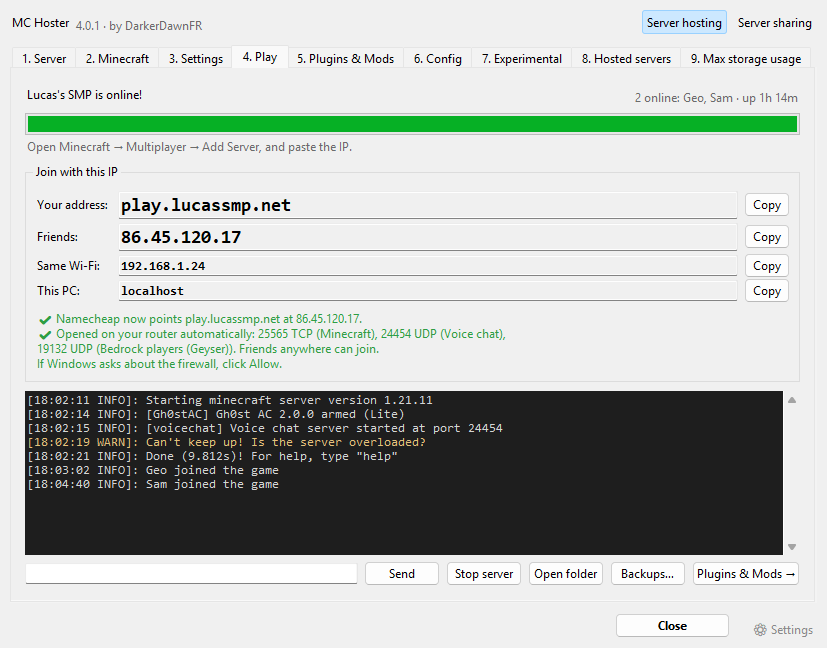 MC Hoster 4.0.1 · by DarkerDawnFR
Server hosting
Server sharing
1. Server
2. Minecraft
3. Settings
4. Play
5. Plugins & Mods
6. Config
7. Experimental
8. Hosted servers
9. Max storage usage
Lucas's SMP is online!
2 online: Geo, Sam · up 1h 14m
Open Minecraft → Multiplayer → Add Server, and paste the IP.
Join with this IP
Your address: play.lucassmp.net Copy
Friends: 86.45.120.17 Copy
Same Wi-Fi: 192.168.1.24 Copy
This PC: localhost Copy
✔ Namecheap now points play.lucassmp.net at 86.45.120.17.
✔ Opened on your router automatically: 25565 TCP (Minecraft), 24454 UDP (Voice chat),
19132 UDP (Bedrock players (Geyser)). Friends anywhere can join.
If Windows asks about the firewall, click Allow.
[18:02:11 INFO]: Starting minecraft server version 1.21.11
[18:02:14 INFO]: [Gh0stAC] Gh0st AC 2.0.0 armed (Lite)
[18:02:15 INFO]: [voicechat] Voice chat server started at port 24454
[18:02:19 WARN]: Can't keep up! Is the server overloaded?
[18:02:21 INFO]: Done (9.812s)! For help, type "help"
[18:03:02 INFO]: Geo joined the game
[18:04:40 INFO]: Sam joined the game
Send
Stop server
Open folder
Backups...
Plugins & Mods →
Close
Settings